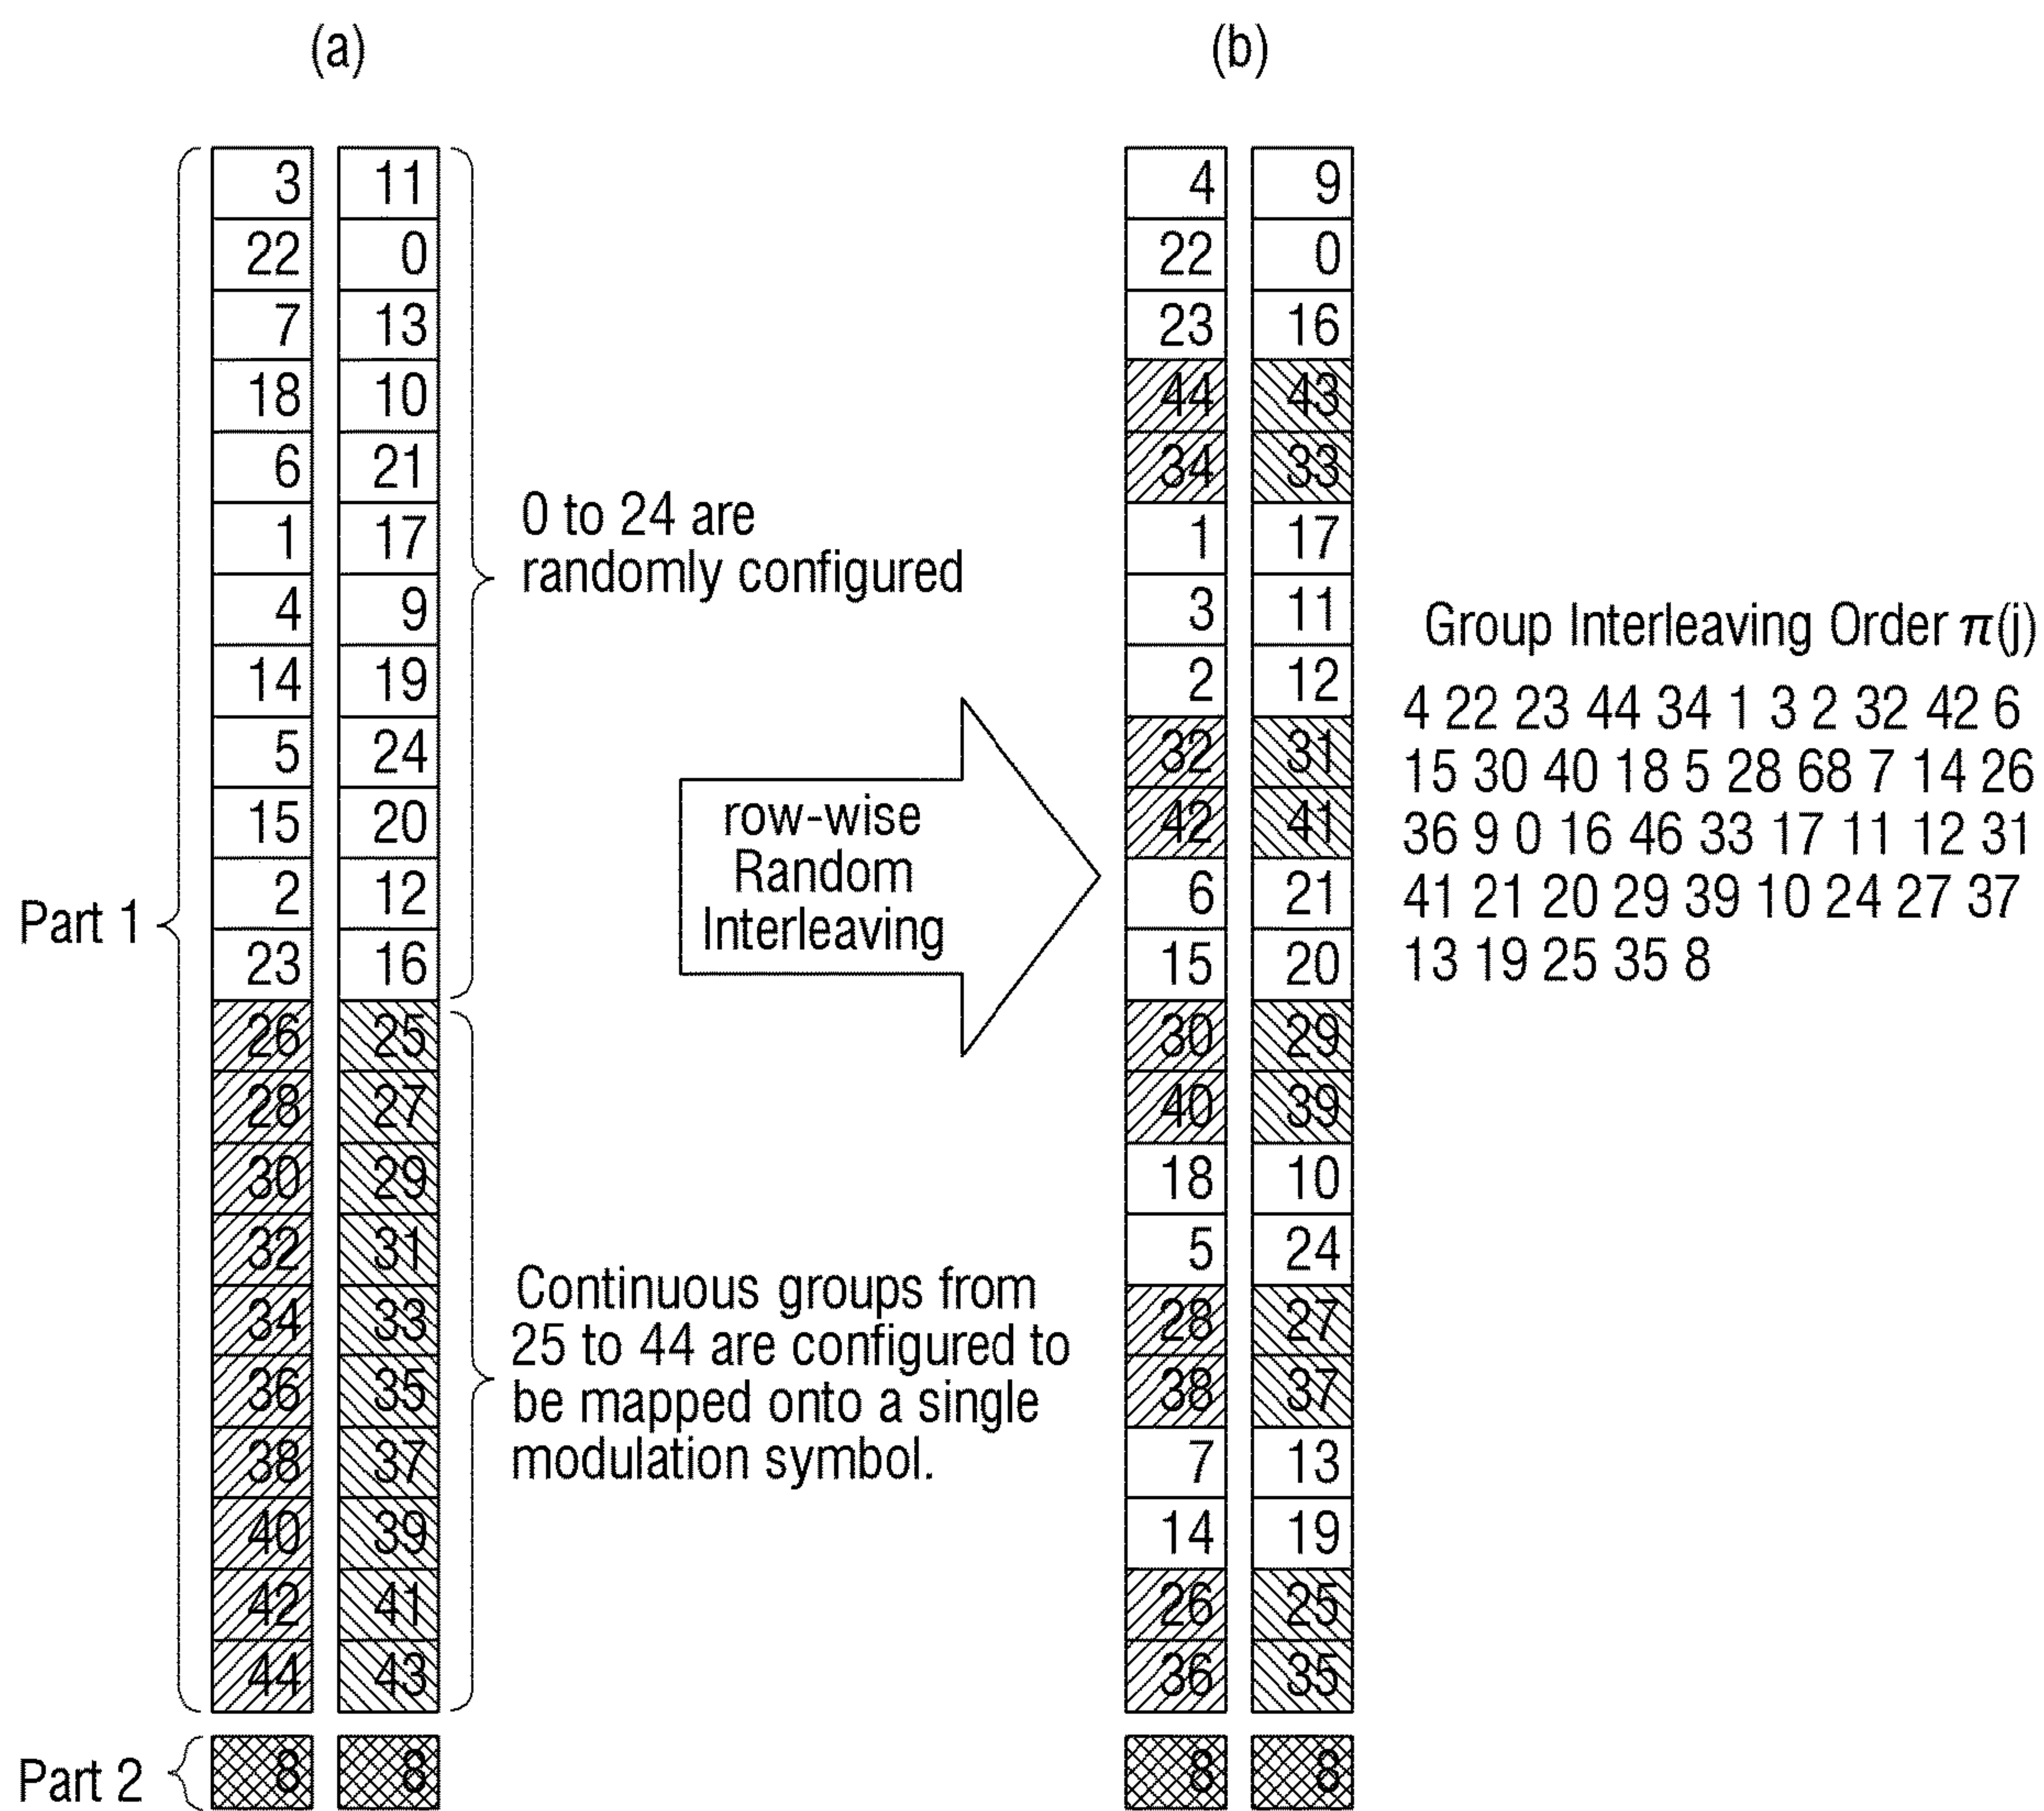 (a)
(b)
3 11
22 0
7 13
18 10
6 21
1 17
4 9
14 19
5 24
15 20
2 12
23 16
26 25
28 27
30 29
32 31
34 33
36 35
38 37
40 39
42 41
44 43
8 8
Part 1
Part 2
0 to 24 are
randomly configured
Continuous groups from
25 to 44 are configured to
be mapped onto a single
modulation symbol.
row-wise
Random
Interleaving
4 9
22 0
23 16
44 43
34 33
1 17
3 11
2 12
32 31
42 41
6 21
15 20
30 29
40 39
18 10
5 24
28 27
38 37
7 13
14 19
26 25
36 35
8 8
Group Interleaving Order π(j)
4 22 23 44 34 1 3 2 32 42 6
15 30 40 18 5 28 68 7 14 26
36 9 0 16 46 33 17 11 12 31
41 21 20 29 39 10 24 27 37
13 19 25 35 8